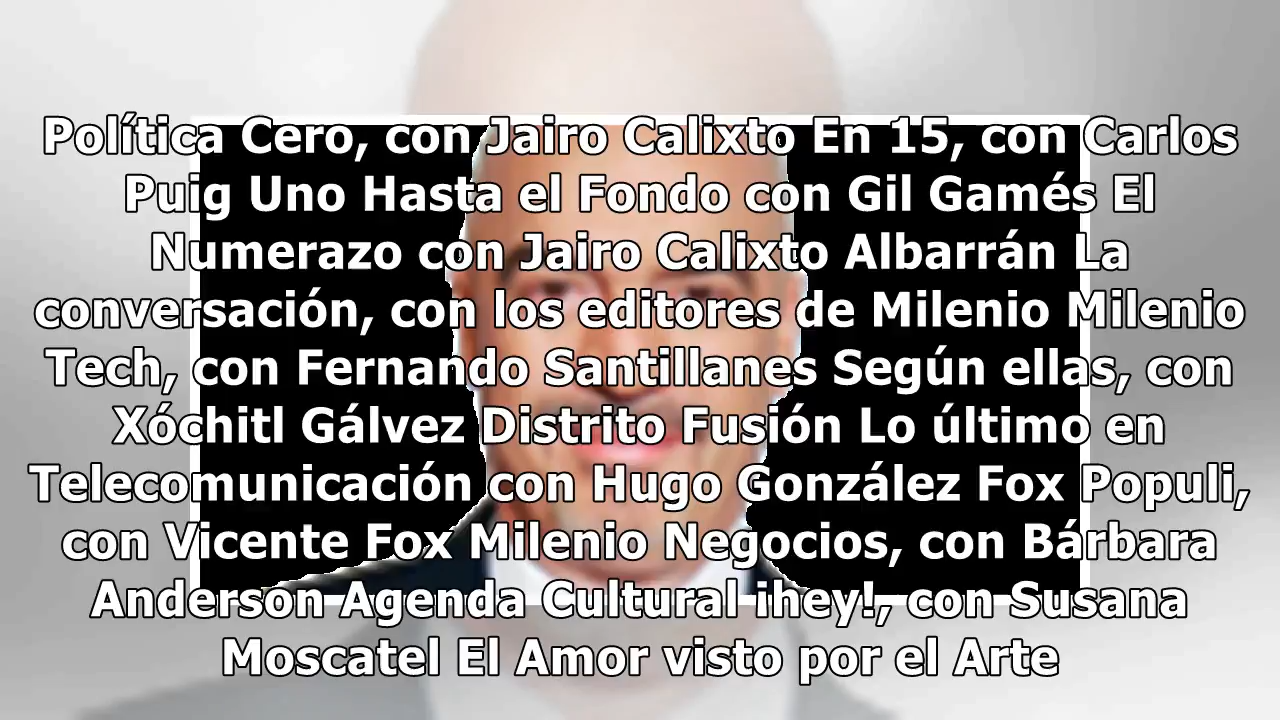 Política Cero, con Jairo Calixto En 15, con Carlos
Puig Uno Hasta el Fondo con Gil Gamés El
Numerazo con Jairo Calixto Albarrán La
conversación, con los editores de Milenio Milenio
Tech, con Fernando Santillanes Según ellas, con
Xóchitl Gálvez Distrito Fusión Lo último en
Telecomunicación con Hugo González Fox Populi,
con Vicente Fox Milenio Negocios, con Bárbara
Anderson Agenda Cultural ihey!, con Susana
Moscatel El Amor visto por el Arte